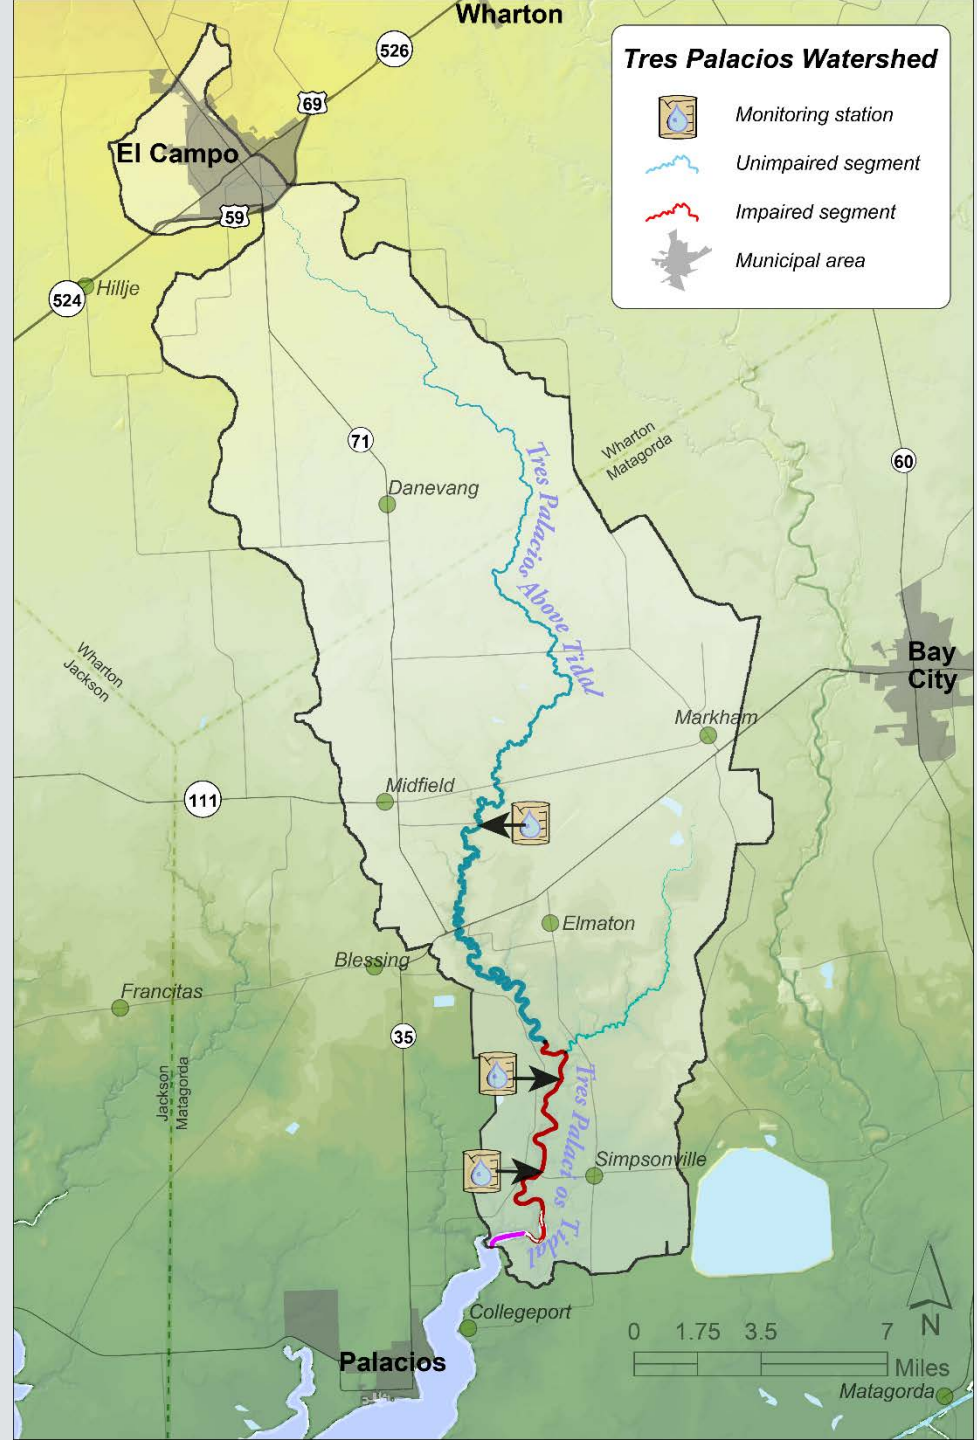 Wharton
526
69
El Campo
59
Hillje
524
Tres Palacios Watershed
Monitoring station
Unimpaired segment
Impaired segment
Municipal area
71
Wharton
Matagorda
60
Danevang
Tres Palacios Above Tidal
Wharton
Jackson
Bay
City
Markham
Midfield
111
Elmaton
Blessing
Francitas
35
Jackson
Matagorda
Tres Palacios Tidal
Simpsonville
Collegeport
Palacios
0 1.75 3.5 7
Miles
N
Matagorda